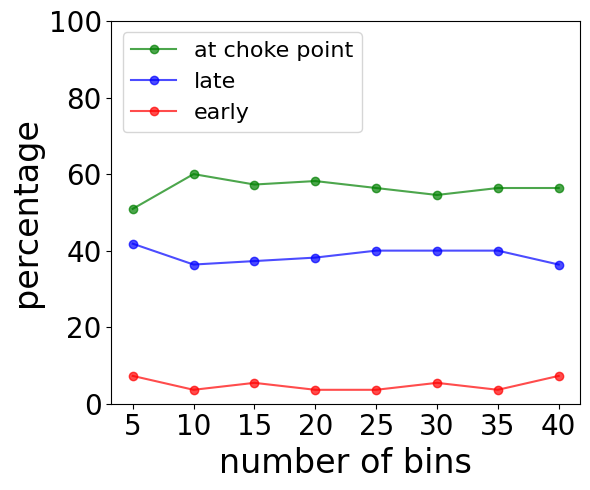 100
80
60
40
20
0
percentage
at choke point
late
early
5 10 15 20 25 30 35 40
number of bins